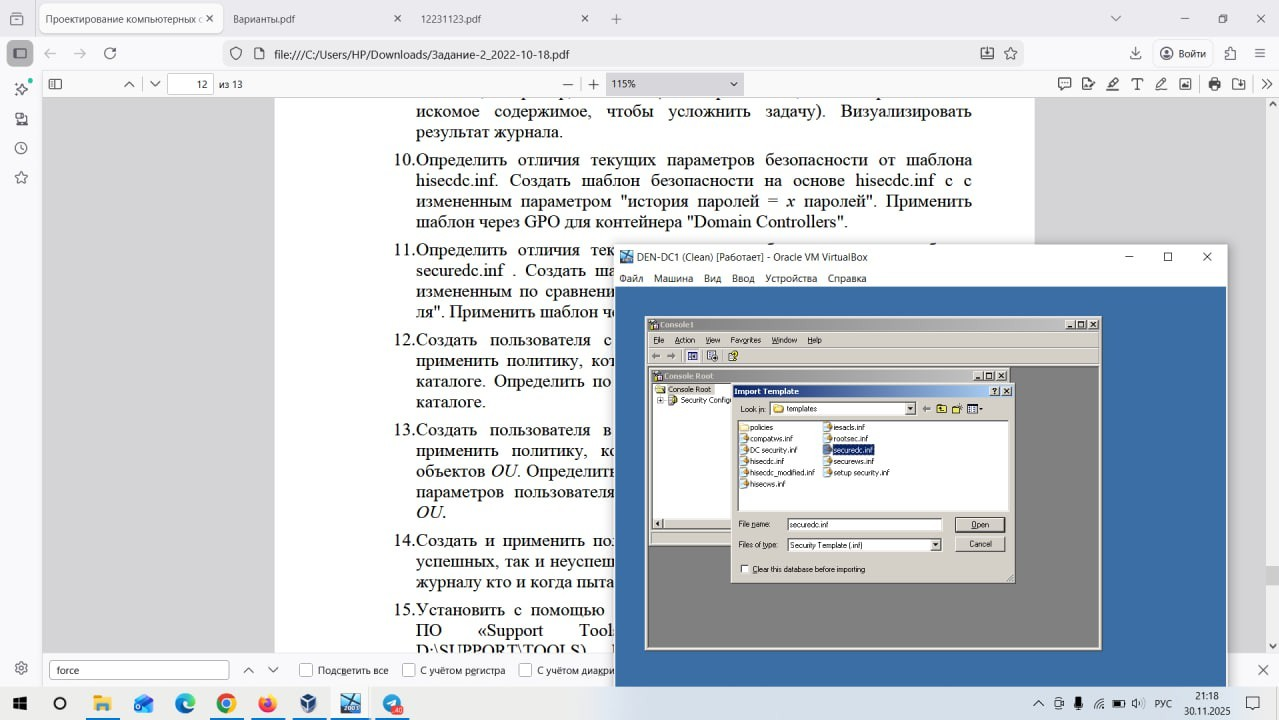 Проектирование компьютерных с
Варианты.pdf
12231123.pdf
file:///C:/Users/HP/Downloads/Задание-2_2022-10-18.pdf
Войти
12
из 13
115%
искомое содержимое, чтобы усложнить задачу). Визуализировать
результат журнала.
10.Определить отличия текущих параметров безопасности от шаблона
hisecdc.inf. Создать шаблон безопасности на основе hisecdc.inf с с
измененным параметром "история паролей = x паролей". Применить
шаблон через GPO для контейнера "Domain Controllers".
11.Определить отличия тек
securedc.inf . Создать ша
измененным по сравнени
ля". Применить шаблон че
12.Создать пользователя с
применить политику, кот
каталоге. Определить по
каталоге.
13.Создать пользователя в
применить политику, ко
объектов OU. Определить
параметров пользователя
OU.
14.Создать и применить пол
успешных, так и неуспеш
журналу кто и когда пыта
15.Установить с помощью
ПО «Support Tools
D:\SUPPORT\TOOLS)
DEN-DC1 (Clean) [Работает] - Oracle VM VirtualBox
Файл Машина Вид Ввод Устройства Справка
Console1
File Action View Favorites Window Help
Console Root
Console Root
Security Config
Import Template
Look in: templates
policies
compatws.inf
DC security.inf
hisecdc.inf
hisecdc_modified.inf
hisecws.inf
iesacls.inf
rootsec.inf
securedc.inf
securews.inf
setup security.inf
File name: securedc.inf
Open
Files of type: Security Template (.inf)
Cancel
Clear this database before importing
force
Подсветить все
С учётом регистра
С учётом диакри
РУС
21:18
30.11.2025